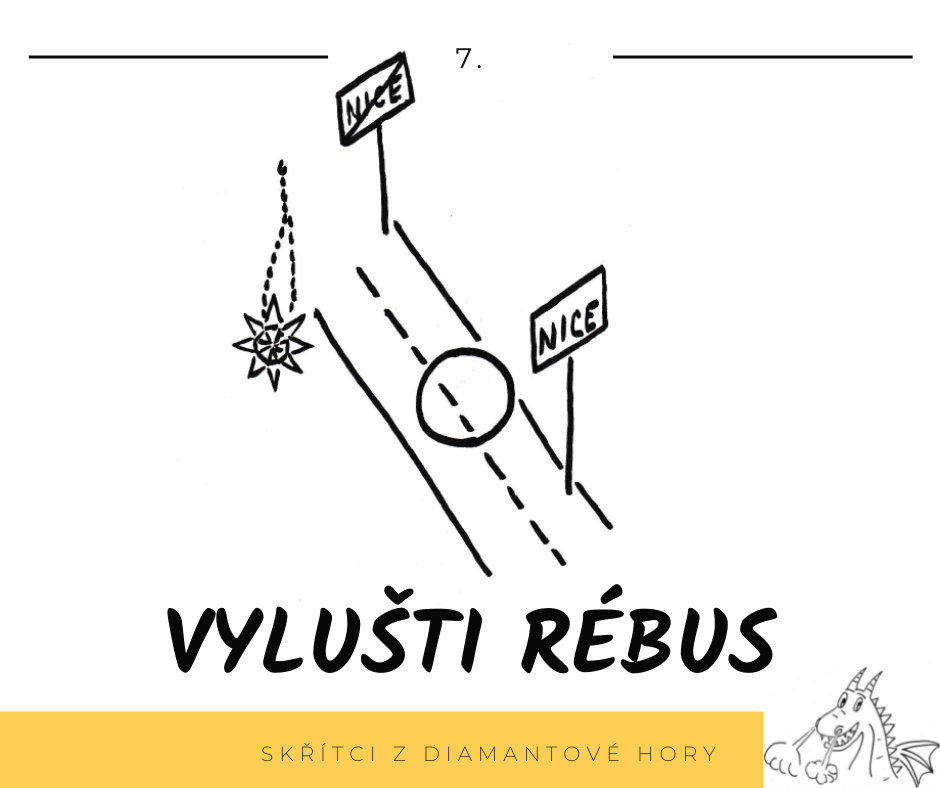 7.
NICE
NICE
VYLUŠTI RÉBUS
SKŘÍTCI Z DIAMANTOVÉ HORY